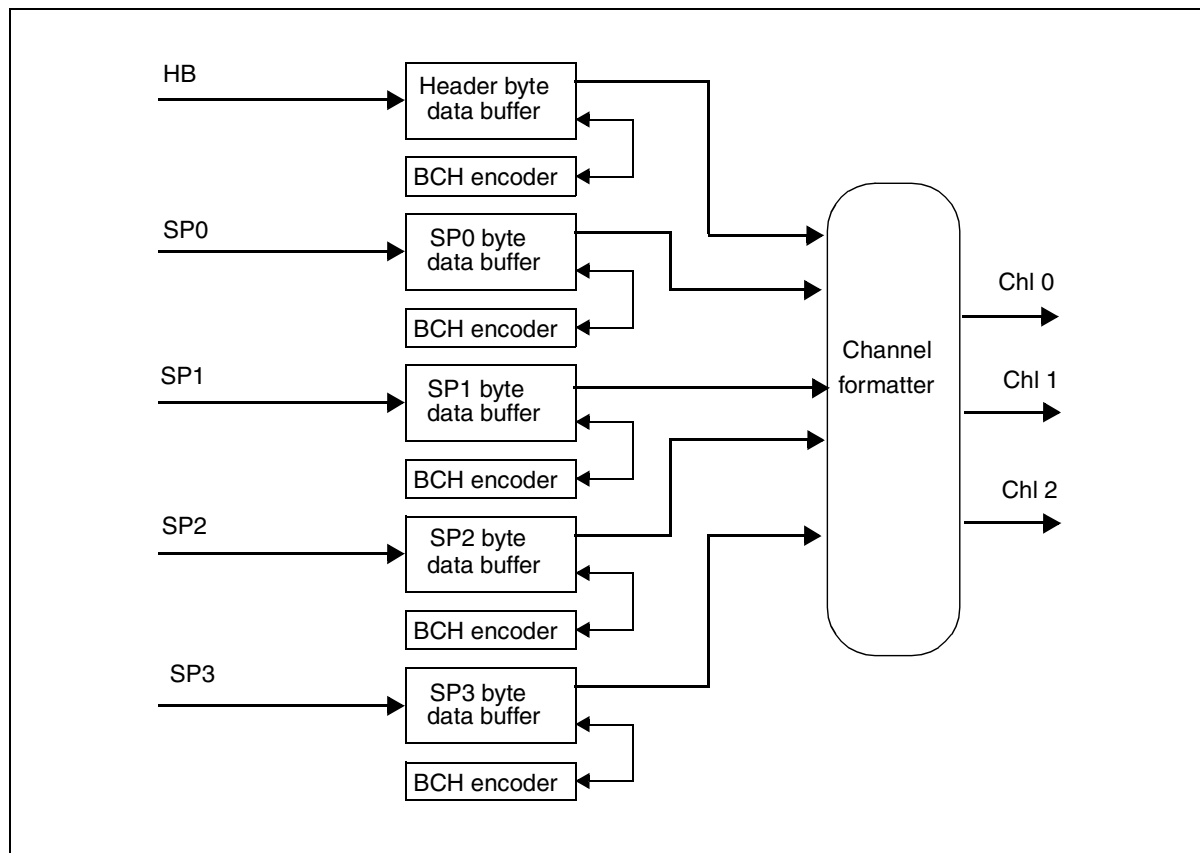 HB
Header byte
data buffer
BCH encoder
SP0
SP0 byte
data buffer
BCH encoder
SP1
SP1 byte
data buffer
BCH encoder
SP2
SP2 byte
data buffer
BCH encoder
SP3
SP3 byte
data buffer
BCH encoder
Channel
formatter
Chl 0
Chl 1
Chl 2